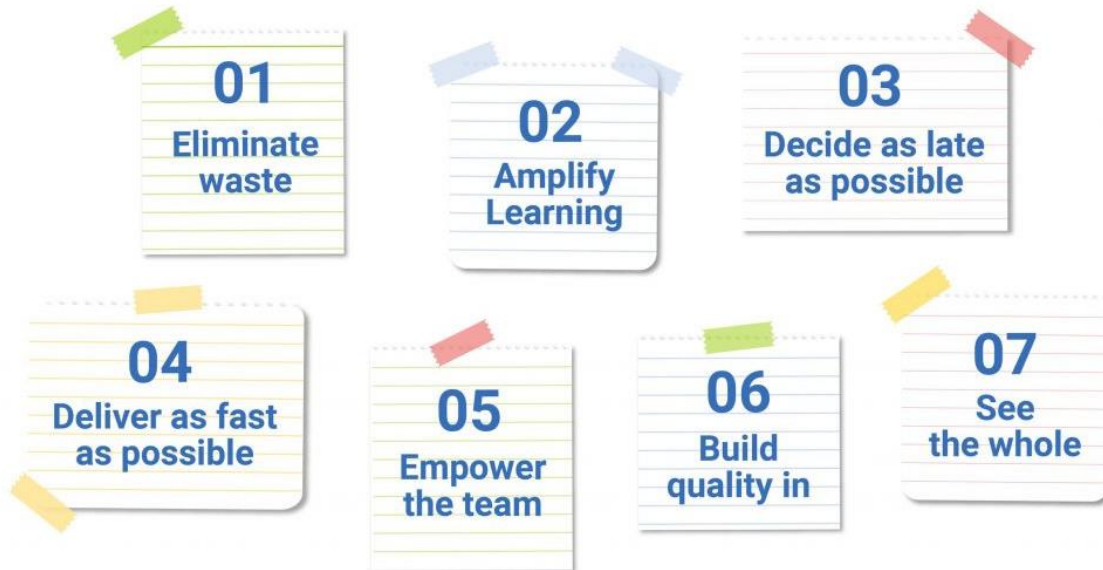 01
Eliminate
waste
02
Amplify
Learning
03
Decide as late
as possible
04
Deliver as fast
as possible
05
Empower
the team
06
Build
quality in
07
See
the whole